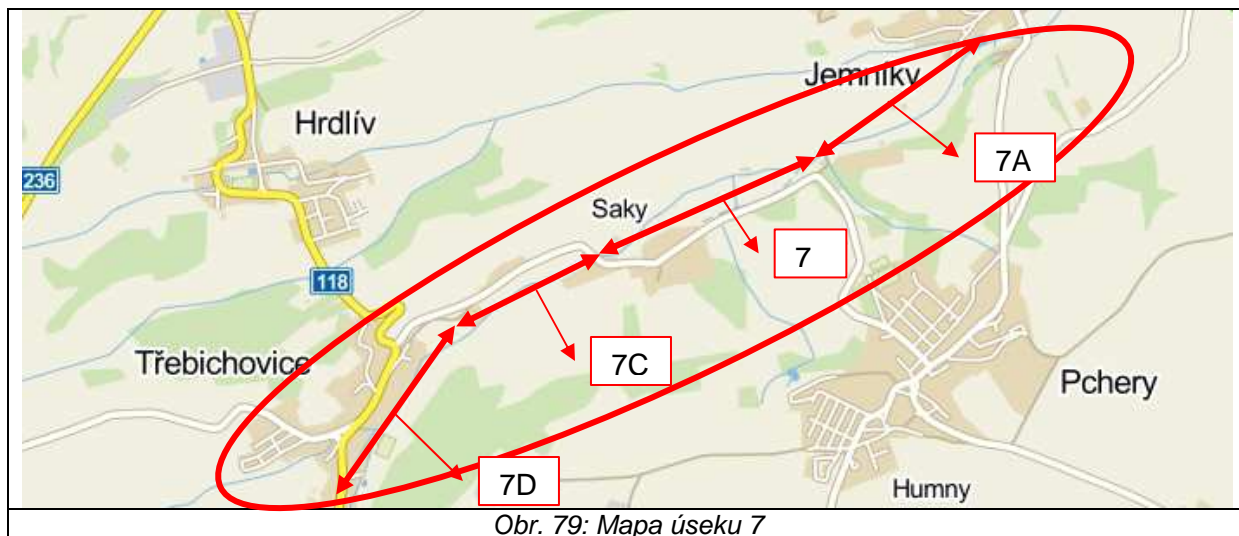 Jemníky
Hrdlív
7A
236
Saky
7
118
Třebichovice
7C
Pchery
7D
Humny
Obr. 79: Mapa úseku 7